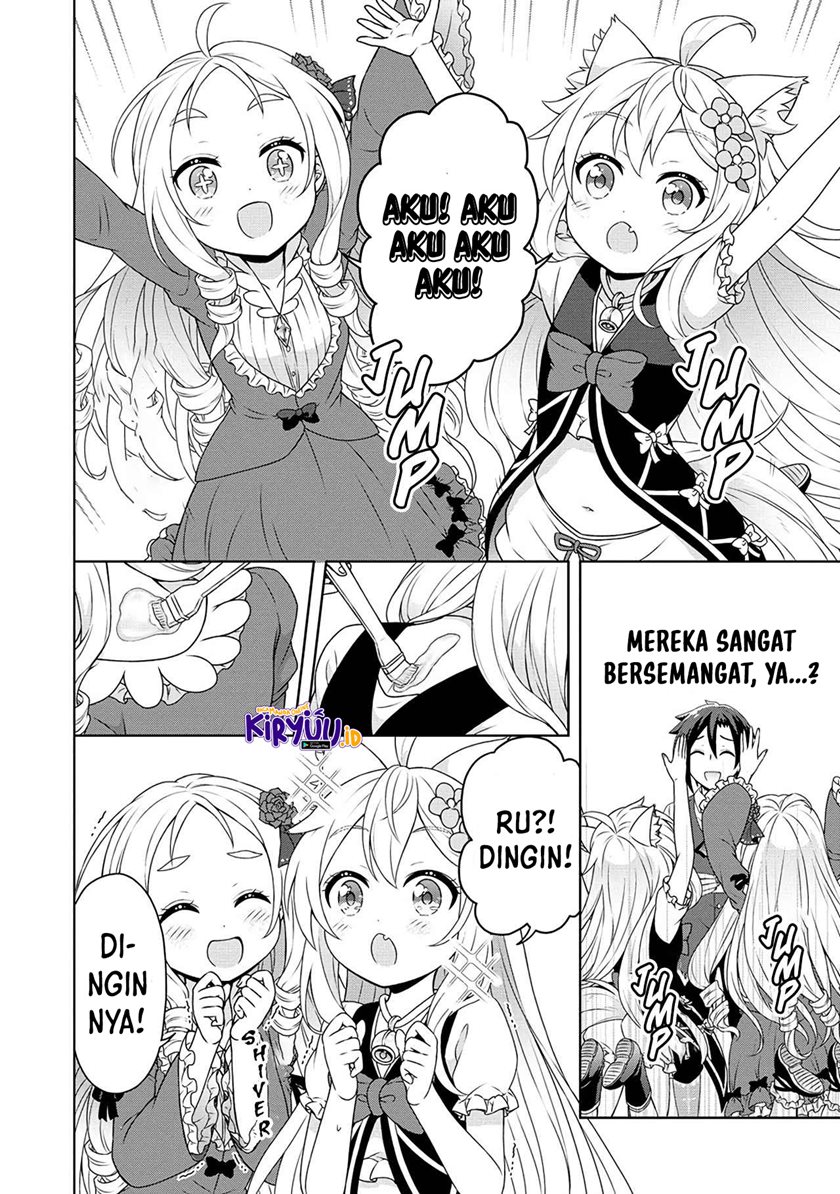 AKU! AKU
AKU AKU
AKU!
JUMP
JUMP
MEREKA SANGAT
BERSEMANGAT, YA...?
JUMP
JUMP
KIRYUU.ID
RU?!
DINGIN!
DI-
NGIN
NYA!
SHIVER